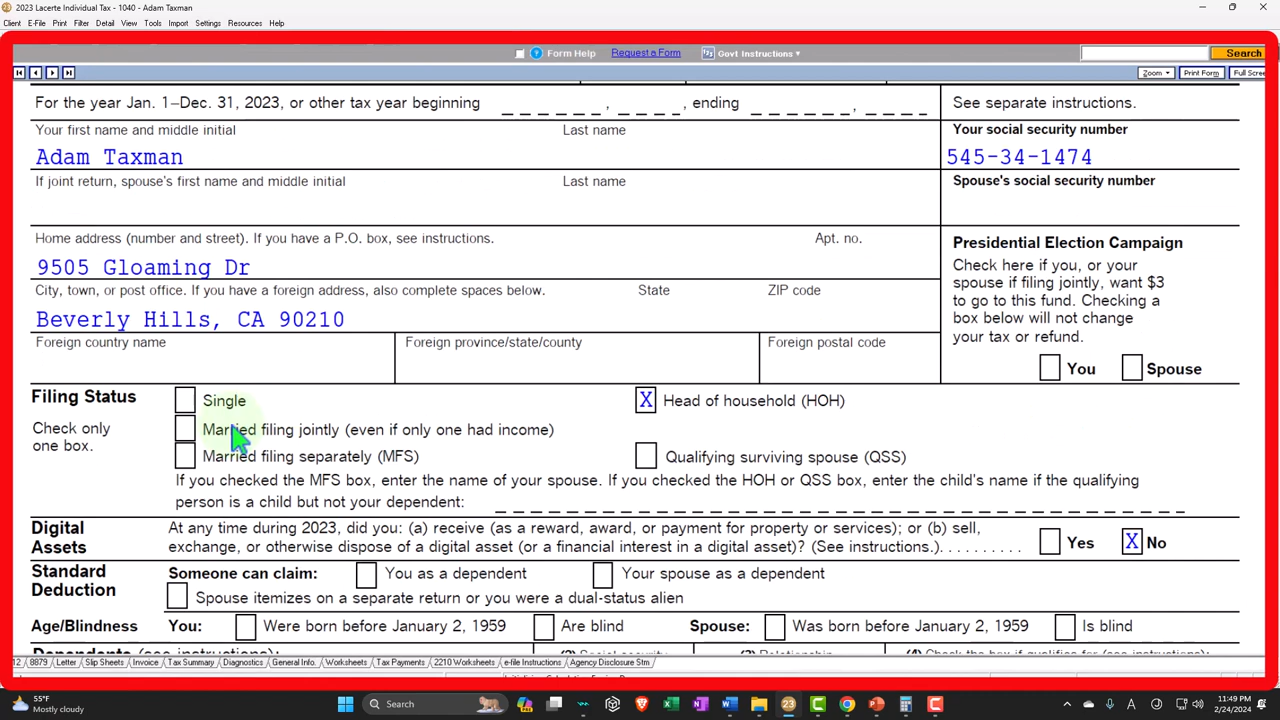 2023 Lacerte Individual Tax - 1040 - Adam Taxman
Client E-File Print Filter Detail View Tools Import Settings Resources Help
Form Help Request a Form Govt Instructions Search
Zoom Print Form Full Scre
For the year Jan. 1–Dec. 31, 2023, or other tax year beginning , , ending , See separate instructions.
Your first name and middle initial Last name Your social security number
Adam Taxman 545-34-1474
If joint return, spouse's first name and middle initial Last name Spouse's social security number
Home address (number and street). If you have a P.O. box, see instructions. Apt. no.
9505 Gloaming Dr
City, town, or post office. If you have a foreign address, also complete spaces below. State ZIP code
Beverly Hills, CA 90210
Foreign country name Foreign province/state/county Foreign postal code
Presidential Election Campaign
Check here if you, or your
spouse if filing jointly, want $3
to go to this fund. Checking a
box below will not change
your tax or refund.
You Spouse
Filing Status Single X Head of household (HOH)
Check only
one box.
Married filing jointly (even if only one had income)
Married filing separately (MFS) Qualifying surviving spouse (QSS)
If you checked the MFS box, enter the name of your spouse. If you checked the HOH or QSS box, enter the child's name if the qualifying
person is a child but not your dependent:
Digital
Assets
At any time during 2023, did you: (a) receive (as a reward, award, or payment for property or services); or (b) sell,
exchange, or otherwise dispose of a digital asset (or a financial interest in a digital asset)? (See instructions.). . . . . . . . . . Yes X No
Standard
Deduction
Someone can claim: You as a dependent Your spouse as a dependent
Spouse itemizes on a separate return or you were a dual-status alien
Age/Blindness You: Were born before January 2, 1959 Are blind Spouse: Was born before January 2, 1959 Is blind
12 8879 Letter Slip Sheets Invoice Tax Summary Diagnostics General Info. Worksheets Tax Payments 2210 Worksheets e-file Instructions Agency Disclosure Stm
55°F
Mostly cloudy
Search
11:49 PM
2/24/2024